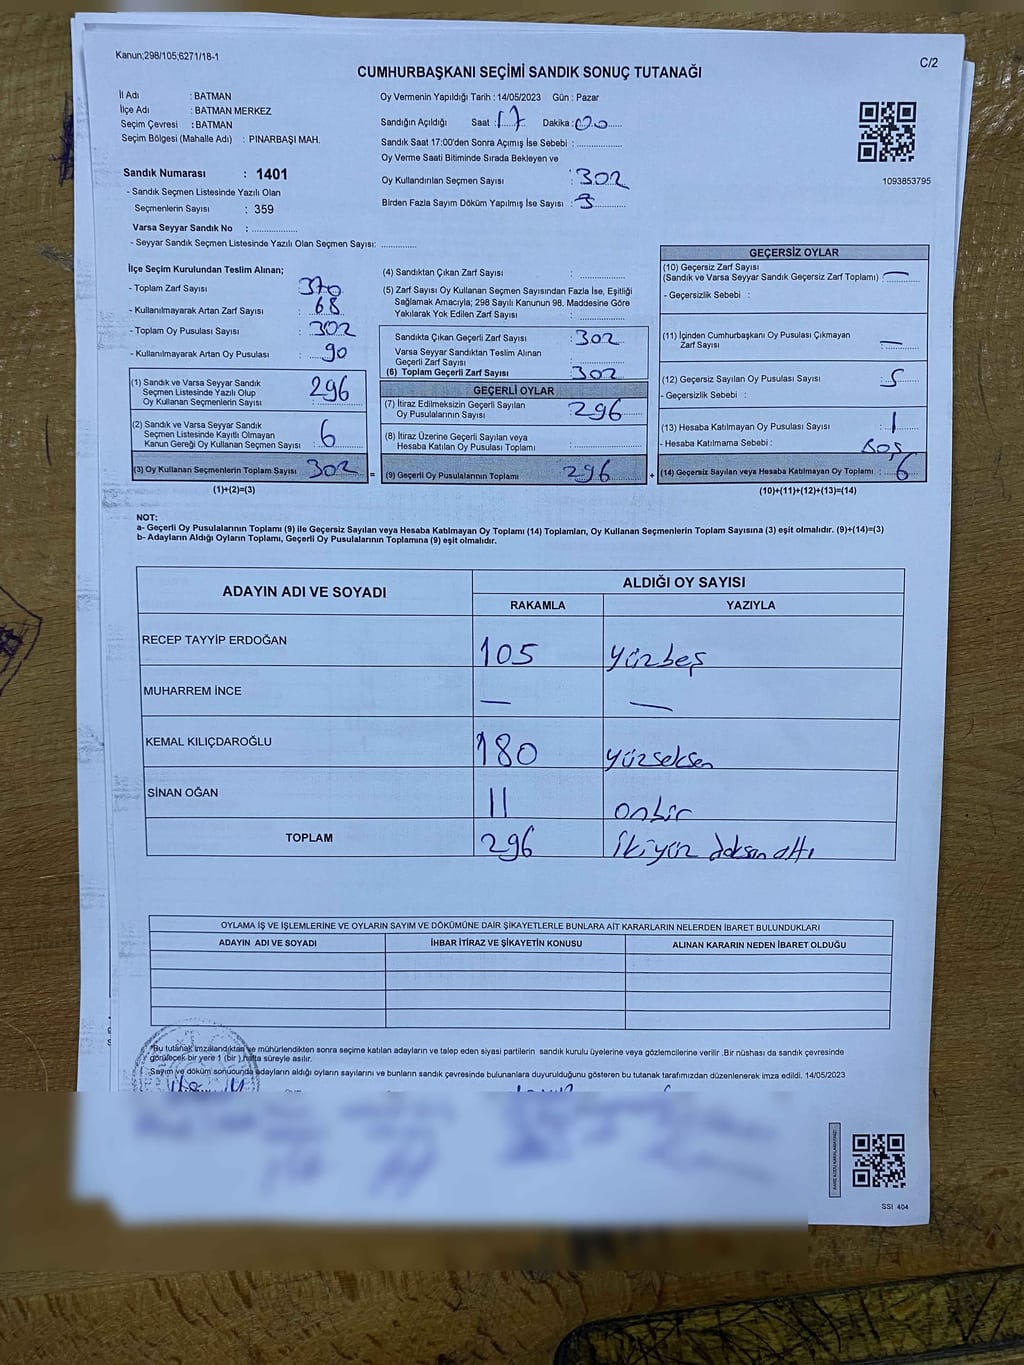 Kanun;298/105;6271/18-1
C/2
CUMHURBAŞKANI SEÇİMİ SANDIK SONUÇ TUTANAĞI
İl Adı : BATMAN
İlçe Adı : BATMAN MERKEZ
Seçim Çevresi : BATMAN
Seçim Bölgesi (Mahalle Adı) : PINARBAŞI MAH.
Sandık Numarası : 1401
- Sandık Seçmen Listesinde Yazılı Olan
Seçmenlerin Sayısı : 359
Varsa Seyyar Sandık No : ..............
- Seyyar Sandık Seçmen Listesinde Yazılı Olan Seçmen Sayısı: ............
Oy Vermenin Yapıldığı Tarih : 14/05/2023 Gün : Pazar
Sandığın Açıldığı Saat : 17 Dakika : 00
Sandık Saat 17:00'den Sonra Açımış İse Sebebi : ..............
Oy Verme Saati Bitiminde Sırada Bekleyen ve
Oy Kullandırılan Seçmen Sayısı : 302
Birden Fazla Sayım Döküm Yapılmış İse Sayısı : 3
1093853795
İlçe Seçim Kurulundan Teslim Alınan;
- Toplam Zarf Sayısı : 370
- Kullanılmayarak Artan Zarf Sayısı : 68
- Toplam Oy Pusulası Sayısı : 302
- Kullanılmayarak Artan Oy Pusulası : 90
(1) Sandık ve Varsa Seyyar Sandık
Seçmen Listesinde Yazılı Olup
Oy Kullanan Seçmenlerin Sayısı : 296
(2) Sandık ve Varsa Seyyar Sandık
Seçmen Listesinde Kayıtlı Olmayan
Kanun Gereği Oy Kullanan Seçmen Sayısı : 6
(3) Oy Kullanan Seçmenlerin Toplam Sayısı 302 =
(1)+(2)=(3)
(4) Sandıktan Çıkan Zarf Sayısı : ..............
(5) Zarf Sayısı Oy Kullanan Seçmen Sayısından Fazla İse, Eşitliği
Sağlamak Amacıyla; 298 Sayılı Kanunun 98. Maddesine Göre
Yakılarak Yok Edilen Zarf Sayısı : ..............
Sandıkta Çıkan Geçerli Zarf Sayısı : 302
Varsa Seyyar Sandıktan Teslim Alınan
Geçerli Zarf Sayısı :
(6) Toplam Geçerli Zarf Sayısı : 302
GEÇERLİ OYLAR
(7) İtiraz Edilmeksizin Geçerli Sayılan
Oy Pusulalarının Sayısı : 296
(8) İtiraz Üzerine Geçerli Sayılan veya
Hesaba Katılan Oy Pusulası Toplamı : ..............
(9) Geçerli Oy Pusulalarının Toplamı 296 +
GEÇERSİZ OYLAR
(10) Geçersiz Zarf Sayısı
(Sandık ve Varsa Seyyar Sandık Geçersiz Zarf Toplamı) : —
- Geçersizlik Sebebi :
(11) İçinden Cumhurbaşkanı Oy Pusulası Çıkmayan
Zarf Sayısı : —
(12) Geçersiz Sayılan Oy Pusulası Sayısı : 5
- Geçersizlik Sebebi :
(13) Hesaba Katılmayan Oy Pusulası Sayısı : 1
- Hesaba Katılmama Sebebi : Boş
(14) Geçersiz Sayılan veya Hesaba Katılmayan Oy Toplamı : 6
(10)+(11)+(12)+(13)=(14)
NOT:
a- Geçerli Oy Pusulalarının Toplamı (9) ile Geçersiz Sayılan veya Hesaba Katılmayan Oy Toplamı (14) Toplamları, Oy Kullanan Seçmenlerin Toplam Sayısına (3) eşit olmalıdır. (9)+(14)=(3)
b- Adayların Aldığı Oyların Toplamı, Geçerli Oy Pusulalarının Toplamına (9) eşit olmalıdır.
ADAYIN ADI VE SOYADI ALDIĞI OY SAYISI
RAKAMLA YAZIYLA
RECEP TAYYİP ERDOĞAN 105 yüzbeş
MUHARREM İNCE — —
KEMAL KILIÇDAROĞLU 180 yüzseksen
SİNAN OĞAN 11 onbir
TOPLAM 296 ikiyüz doksan altı
OYLAMA İŞ VE İŞLEMLERİNE VE OYLARIN SAYIM VE DÖKÜMÜNE DAİR ŞİKAYETLERLE BUNLARA AİT KARARLARIN NELERDEN İBARET BULUNDUKLARI
ADAYIN ADI VE SOYADI İHBAR İTİRAZ VE ŞİKAYETİN KONUSU ALINAN KARARIN NEDEN İBARET OLDUĞU
*Bu tutanak imzalandıktan ve mühürlendikten sonra seçime katılan adayların ve talep eden siyasi partilerin sandık kurulu üyelerine veya gözlemcilerine verilir .Bir nüshası da sandık çevresinde
görülecek bir yere 1 (bir ) hafta süreyle asılır.
Sayım ve döküm sonucunda adayların aldığı oyların sayılarını ve bunların sandık çevresinde bulunanlara duyurulduğunu gösteren bu tutanak tarafımızdan düzenlenerek imza edildi. 14/05/2023
SSI 404